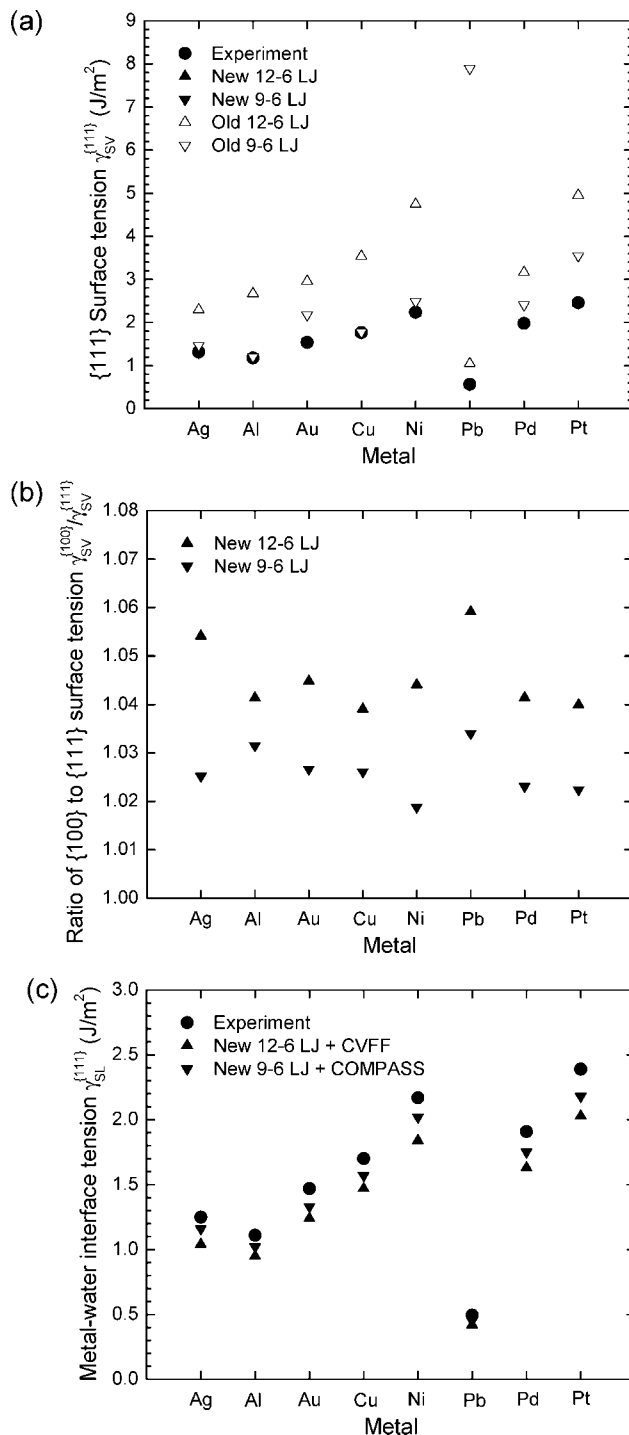 (a)
{111} Surface tension γSV{111} (J/m2)
9
8
7
6
5
4
3
2
1
0
Experiment
New 12-6 LJ
New 9-6 LJ
Old 12-6 LJ
Old 9-6 LJ
Ag Al Au Cu Ni Pb Pd Pt
Metal
(b)
Ratio of {100} to {111} surface tension γSV{100}/γSV{111}
1.08
1.07
1.06
1.05
1.04
1.03
1.02
1.01
1.00
New 12-6 LJ
New 9-6 LJ
Ag Al Au Cu Ni Pb Pd Pt
Metal
(c)
Metal-water interface tension γSL{111} (J/m2)
3.0
2.5
2.0
1.5
1.0
0.5
0.0
Experiment
New 12-6 LJ + CVFF
New 9-6 LJ + COMPASS
Ag Al Au Cu Ni Pb Pd Pt
Metal